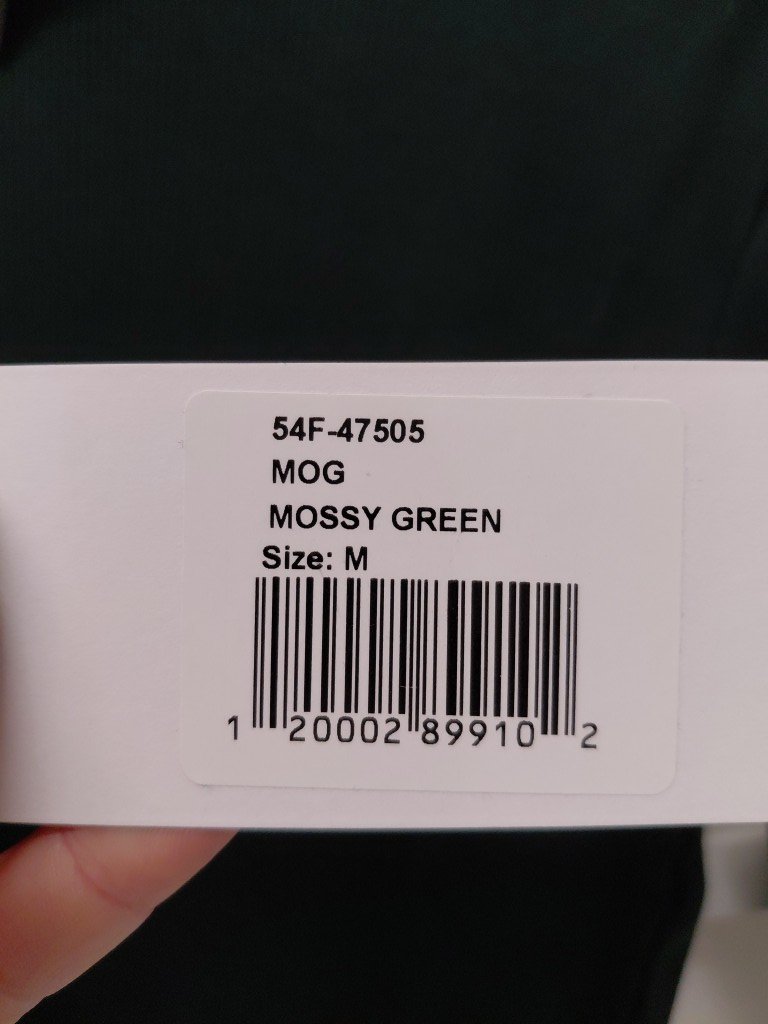 54F-47505
MOG
MOSSY GREEN
Size: M
1 20002 89910 2